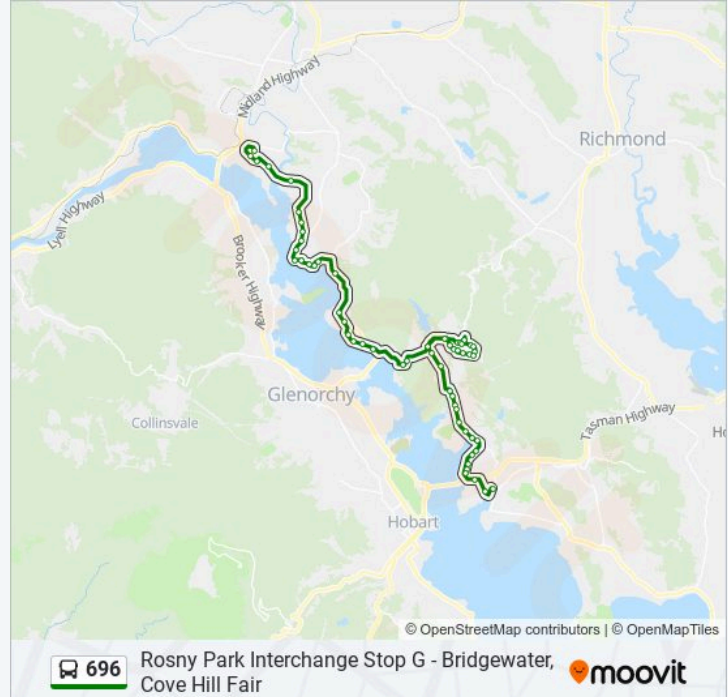 Midland Highway
Richmond
Lyell Highway
Brooker Highway
Glenorchy
Collinsvale
Tasman Highway
Ho
Hobart
© OpenStreetMap contributors | © OpenMapTiles
696
Rosny Park Interchange Stop G - Bridgewater,
Cove Hill Fair
moovit